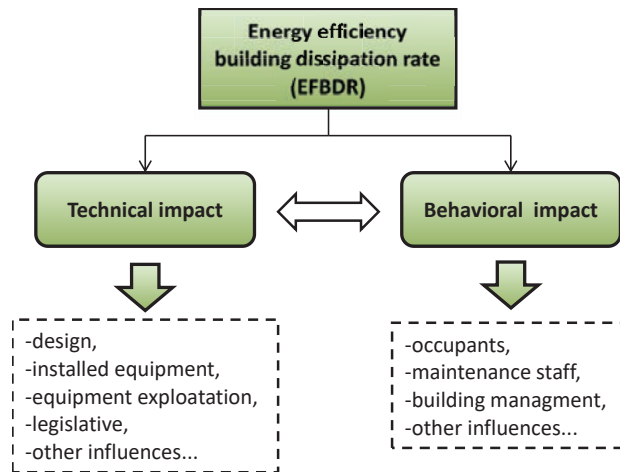 Energy efficiency
building dissipation rate
(EFBDR)
Technical impact
Behavioral impact
-design,
-installed equipment,
-equipment exploatation,
-legislative,
-other influences...
-occupants,
-maintenance staff,
-building managment,
-other influences...